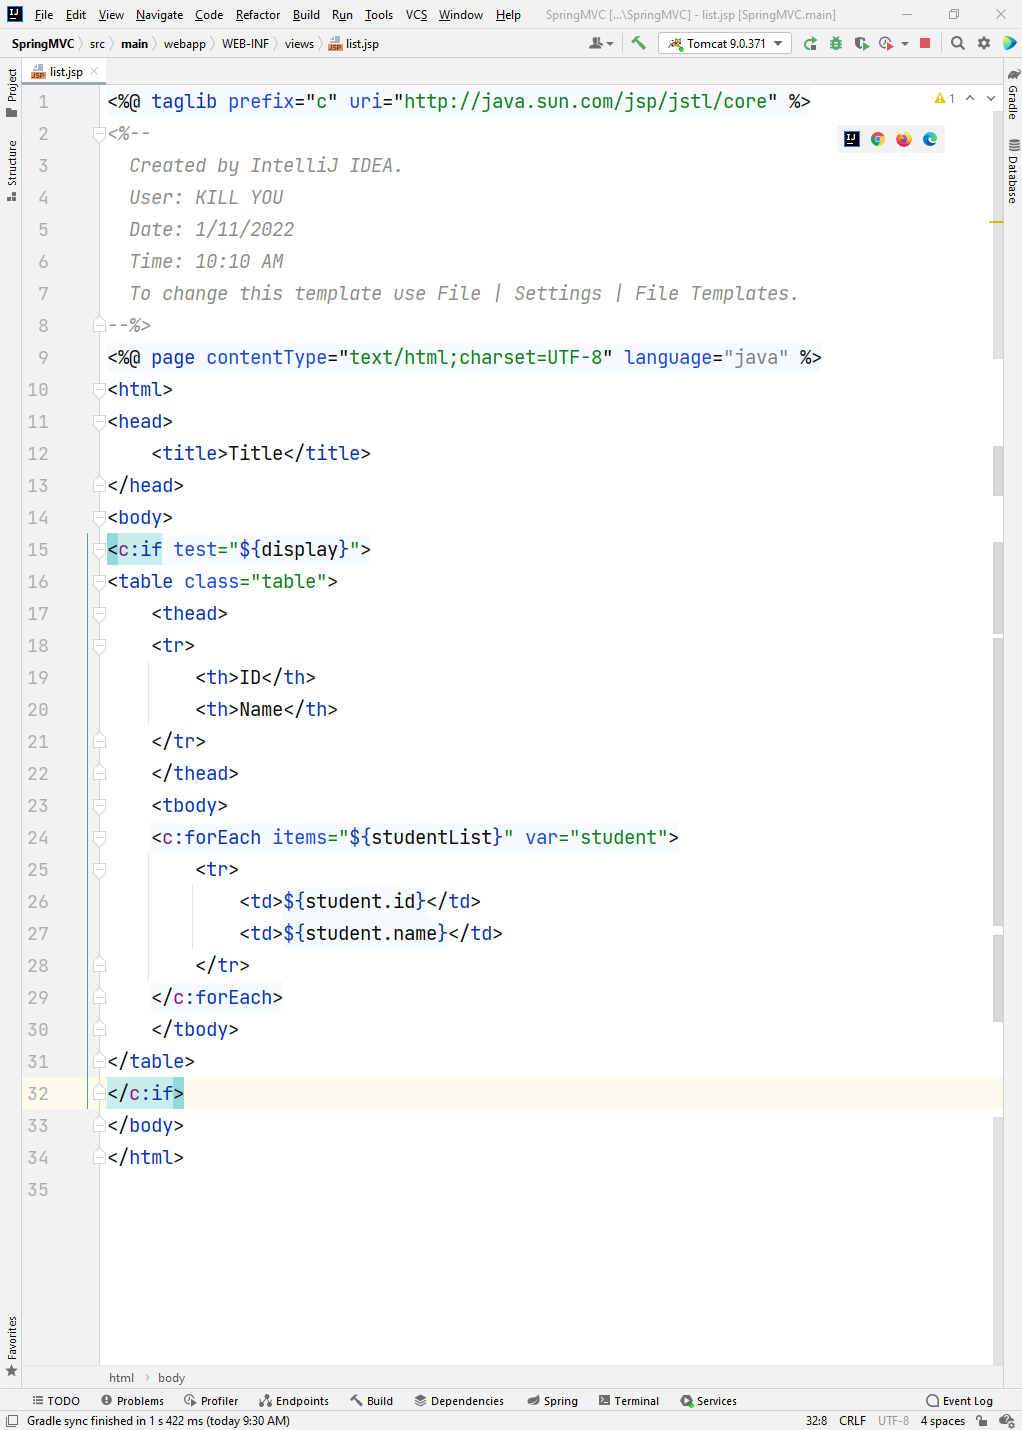 File Edit View Navigate Code Refactor Build Run Tools VCS Window Help SpringMVC [...\SpringMVC] - list.jsp [SpringMVC.main]
SpringMVC src main webapp WEB-INF views list.jsp Tomcat 9.0.371
list.jsp
Project
Structure
Favorites
Gradle
Database
1
1 <%@ taglib prefix="c" uri="http://java.sun.com/jsp/jstl/core" %>
2 <%--
3 Created by IntelliJ IDEA.
4 User: KILL YOU
5 Date: 1/11/2022
6 Time: 10:10 AM
7 To change this template use File | Settings | File Templates.
8 --%>
9 <%@ page contentType="text/html;charset=UTF-8" language="java" %>
10 <html>
11 <head>
12 <title>Title</title>
13 </head>
14 <body>
15 <c:if test="${display}">
16 <table class="table">
17 <thead>
18 <tr>
19 <th>ID</th>
20 <th>Name</th>
21 </tr>
22 </thead>
23 <tbody>
24 <c:forEach items="${studentList}" var="student">
25 <tr>
26 <td>${student.id}</td>
27 <td>${student.name}</td>
28 </tr>
29 </c:forEach>
30 </tbody>
31 </table>
32 </c:if>
33 </body>
34 </html>
35
html body
TODO Problems Profiler Endpoints Build Dependencies Spring Terminal Services Event Log
Gradle sync finished in 1 s 422 ms (today 9:30 AM) 32:8 CRLF UTF-8 4 spaces